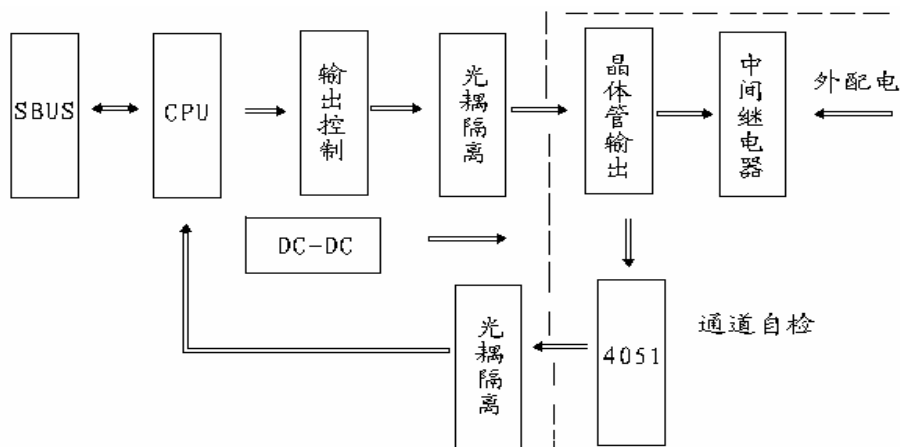 SBUS
CPU
输出控制
光耦隔离
晶体管输出
中间继电器
外配电
DC-DC
光耦隔离
4051
通道自检